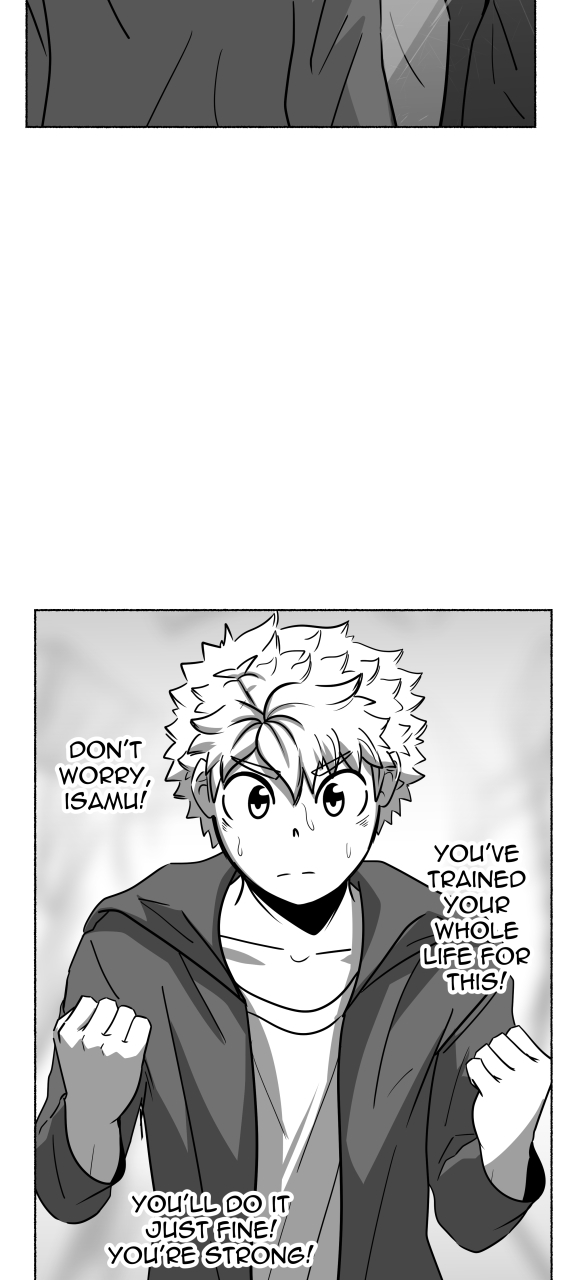 DON'T
WORRY,
ISAMU!
YOU'VE
TRAINED
YOUR
WHOLE
LIFE FOR
THIS!
YOU'LL DO IT
JUST FINE!
YOU'RE STRONG!